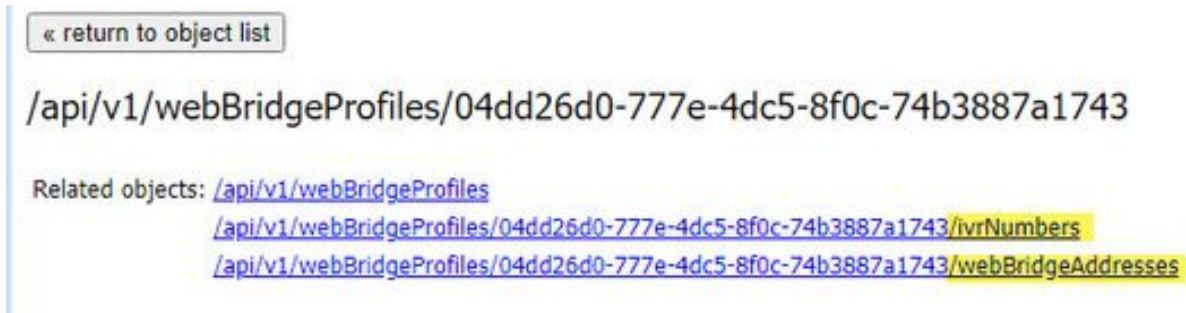 « return to object list
/api/v1/webBridgeProfiles/04dd26d0-777e-4dc5-8f0c-74b3887a1743
Related objects: /api/v1/webBridgeProfiles
/api/v1/webBridgeProfiles/04dd26d0-777e-4dc5-8f0c-74b3887a1743/ivrNumbers
/api/v1/webBridgeProfiles/04dd26d0-777e-4dc5-8f0c-74b3887a1743/webBridgeAddresses